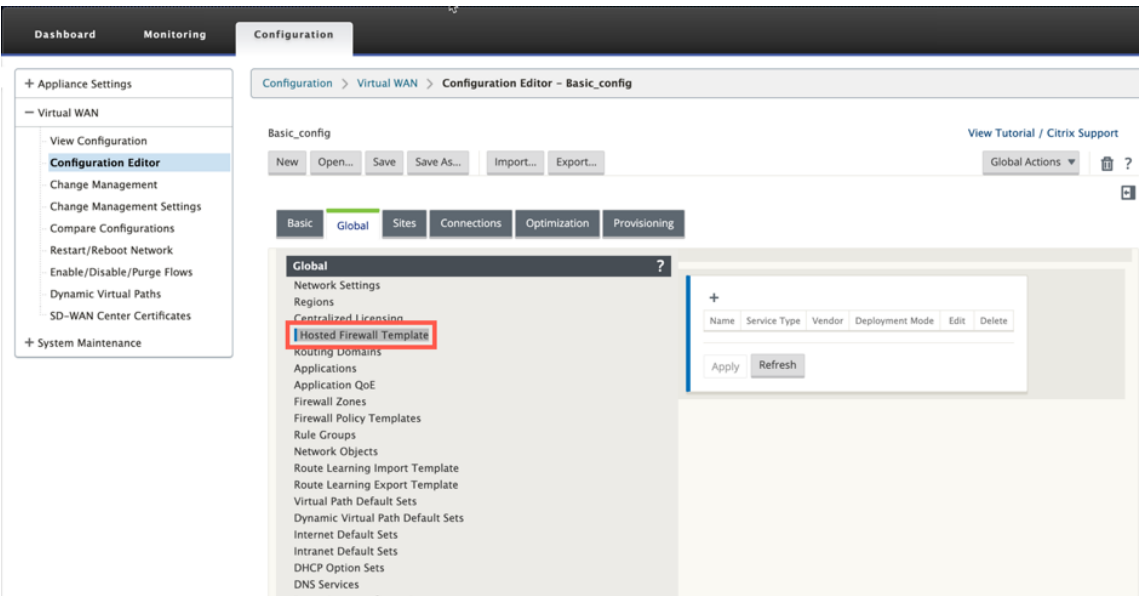 Dashboard Monitoring Configuration
+ Appliance Settings
− Virtual WAN
View Configuration
Configuration Editor
Change Management
Change Management Settings
Compare Configurations
Restart/Reboot Network
Enable/Disable/Purge Flows
Dynamic Virtual Paths
SD-WAN Center Certificates
+ System Maintenance
Configuration > Virtual WAN > Configuration Editor – Basic_config
Basic_config
View Tutorial / Citrix Support
New Open... Save Save As... Import... Export... Global Actions ▼ ?
Basic Global Sites Connections Optimization Provisioning
Global ?
Network Settings
Regions
Centralized Licensing
Hosted Firewall Template
Routing Domains
Applications
Application QoE
Firewall Zones
Firewall Policy Templates
Rule Groups
Network Objects
Route Learning Import Template
Route Learning Export Template
Virtual Path Default Sets
Dynamic Virtual Path Default Sets
Internet Default Sets
Intranet Default Sets
DHCP Option Sets
DNS Services
+
Name Service Type Vendor Deployment Mode Edit Delete
Apply Refresh